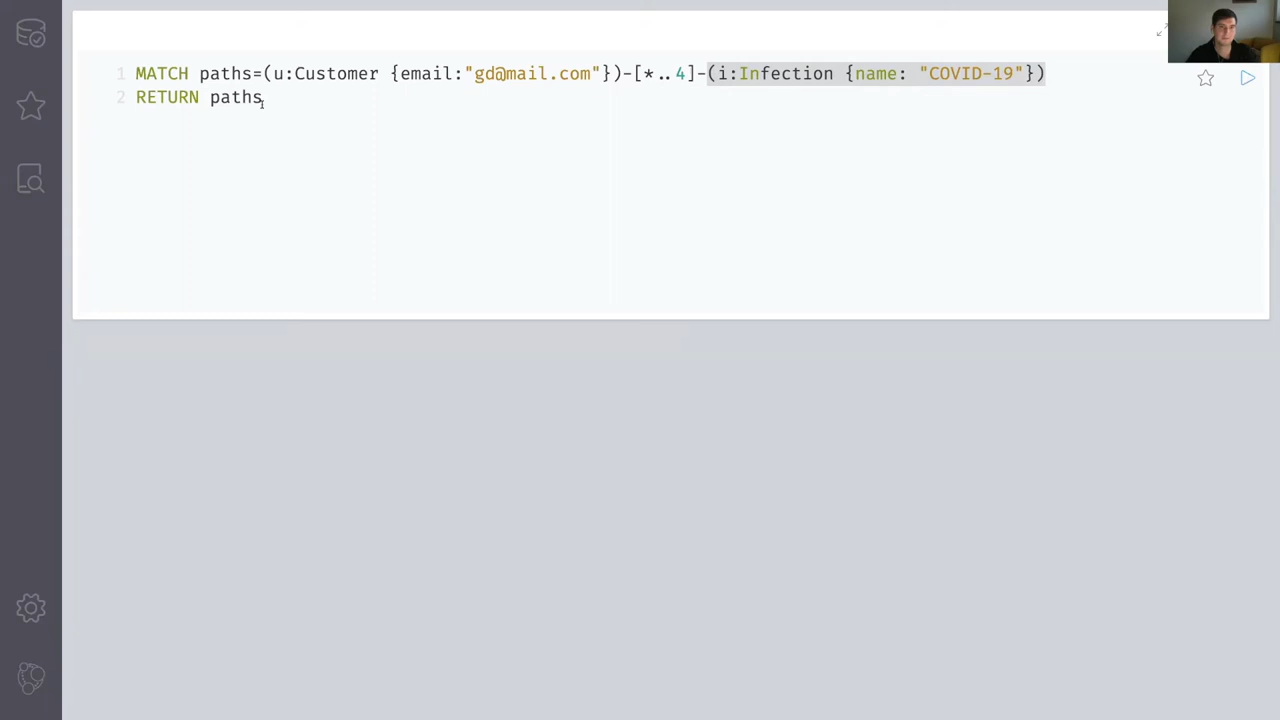 1 MATCH paths=(u:Customer {email:"gd@mail.com"})-[*..4]-(i:Infection {name: "COVID-19"})
2 RETURN paths